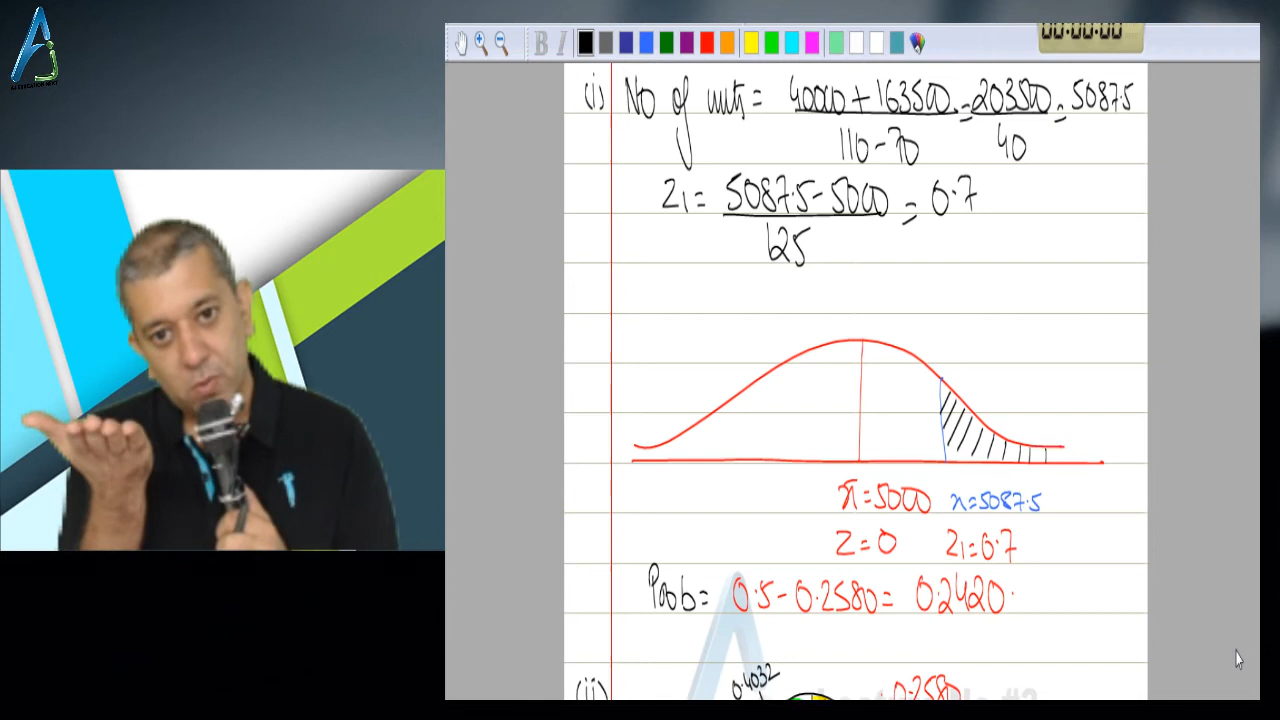 00:00:00
B I
(i) No of units = 40000 + 163500 / 110 - 70 = 203500 / 40 = 5087.5
Z1 = 5087.5 - 5000 / 125 = 0.7
x̄ = 5000 x = 5087.5
Z = 0 Z1 = 0.7
Prob = 0.5 - 0.2580 = 0.2420
(ii) 0.4032 0.2580